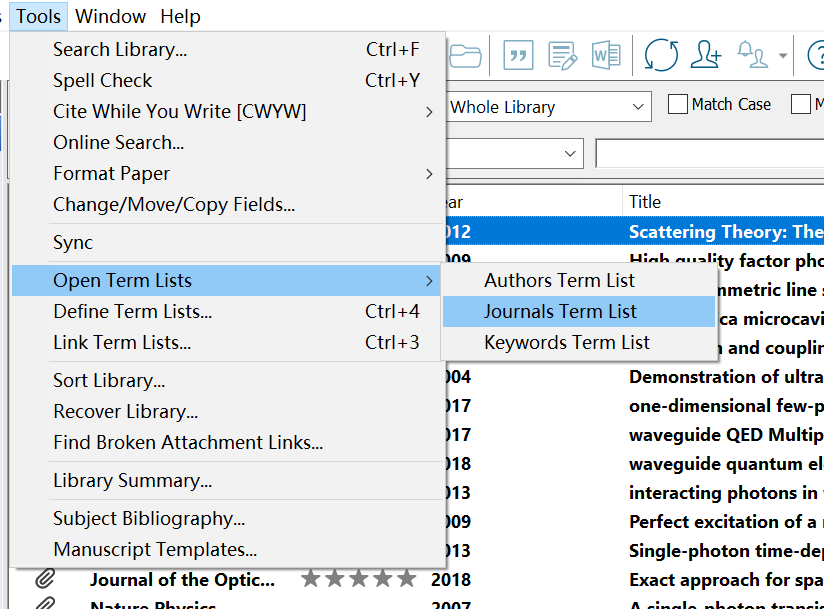 Tools Window Help
Search Library... Ctrl+F
Spell Check Ctrl+Y
Cite While You Write [CWYW]
Online Search...
Format Paper
Change/Move/Copy Fields...
Sync
Open Term Lists
Define Term Lists... Ctrl+4
Link Term Lists... Ctrl+3
Sort Library...
Recover Library...
Find Broken Attachment Links...
Library Summary...
Subject Bibliography...
Manuscript Templates...
Authors Term List
Journals Term List
Keywords Term List
Whole Library Match Case M
ear Title
012 Scattering Theory: The
009 High quality factor pho
mmetric line s
ca microcavi
n and couplin
004 Demonstration of ultra
017 one-dimensional few-p
017 waveguide QED Multip
018 waveguide quantum el
013 interacting photons in
009 Perfect excitation of a
013 Single-photon time-dep
Journal of the Optic... 2018 Exact approach for spa
Nature Physics 2007 A single-photon transis